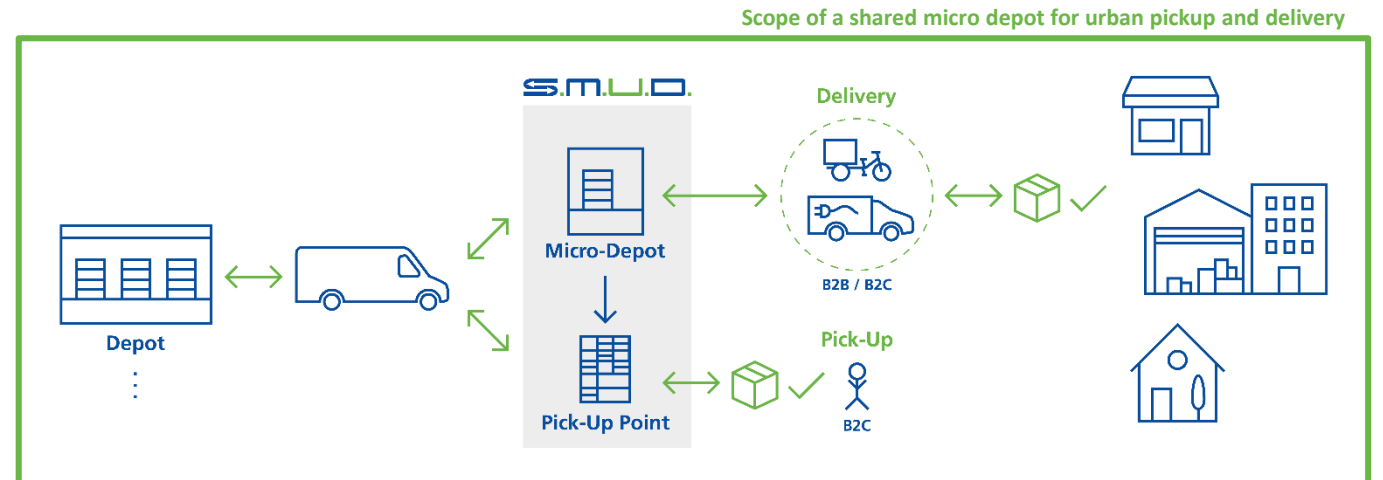 Scope of a shared micro depot for urban pickup and delivery
S.M.U.D.
Delivery
Micro-Depot
B2B / B2C
Depot
Pick-Up
Pick-Up Point
B2C